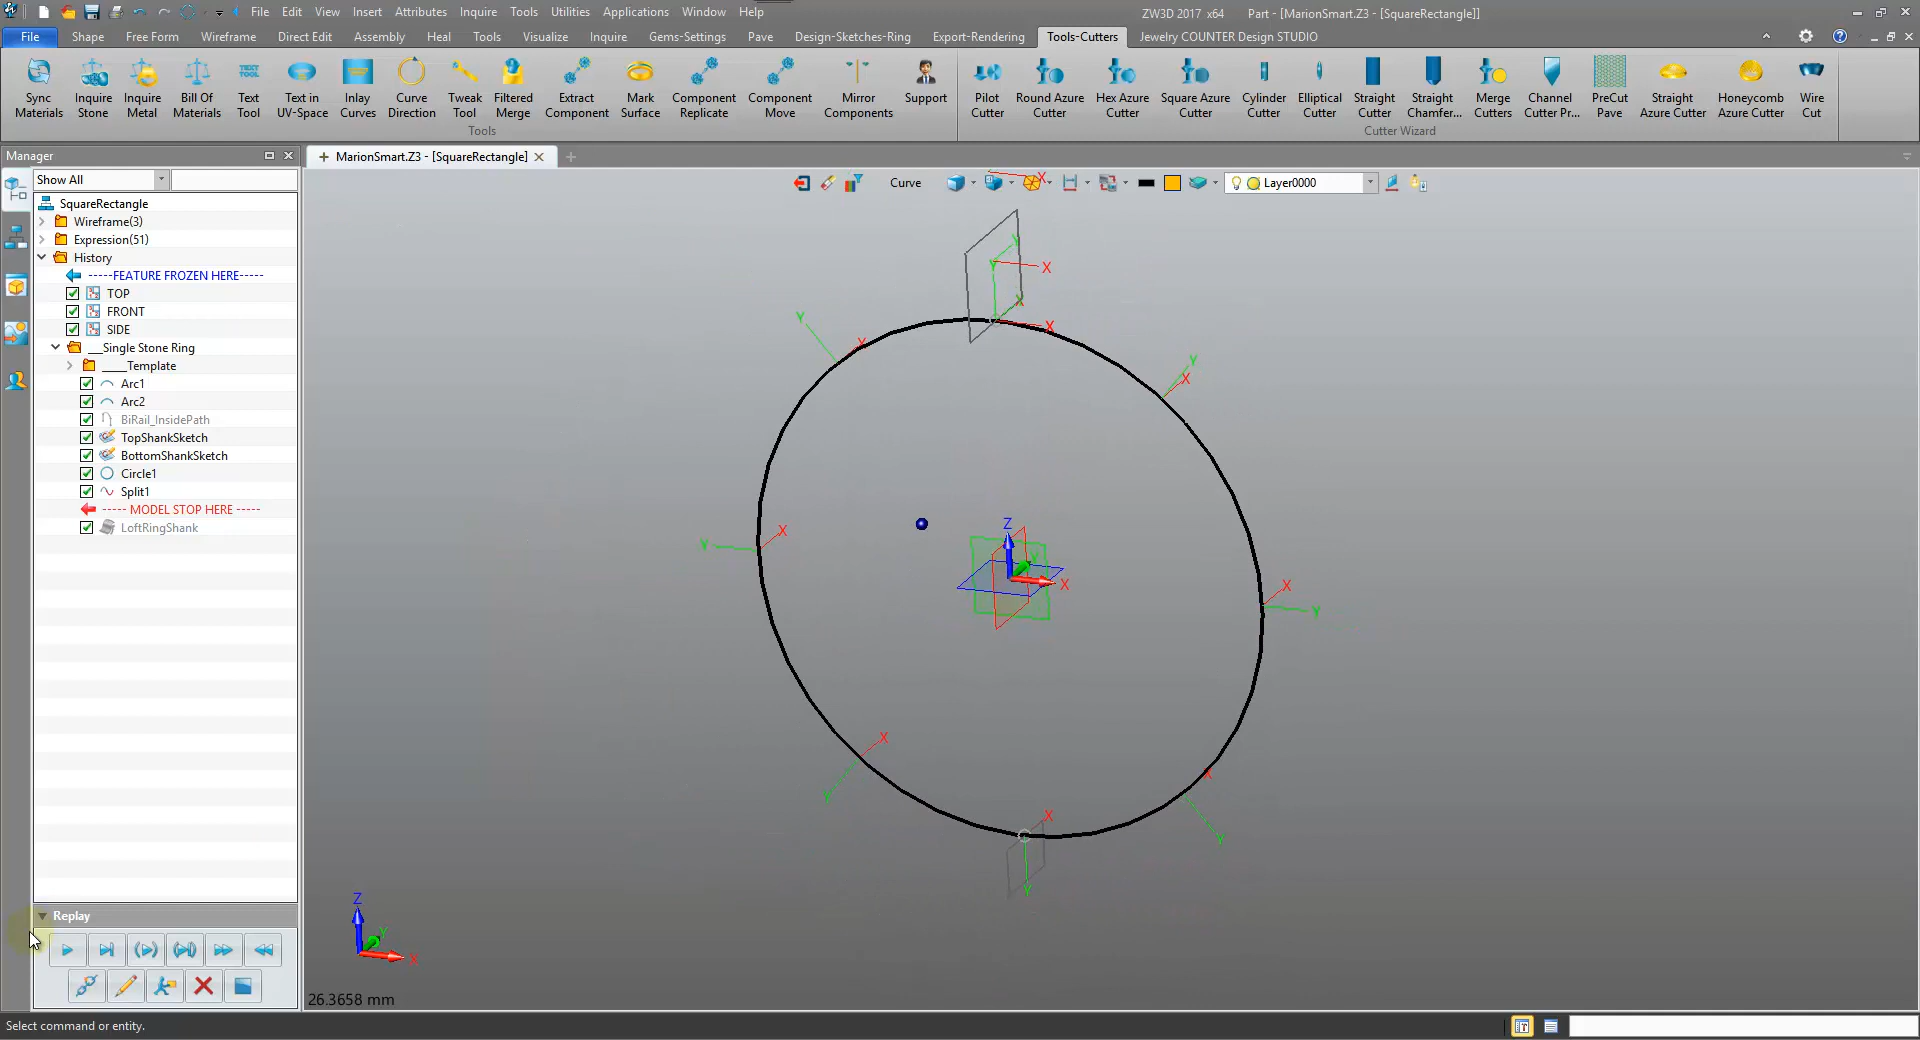 File Edit View Insert Attributes Inquire Tools Utilities Applications Window Help
ZW3D 2017 x64 Part - [MarionSmart.Z3 - [SquareRectangle]]
File Shape Free Form Wireframe Direct Edit Assembly Heal Tools Visualize Inquire Gems-Settings Pave Design-Sketches-Ring Export-Rendering Tools-Cutters Jewelry COUNTER Design STUDIO
Sync Materials
Inquire Stone
Inquire Metal
Bill Of Materials
TEXT TOOL
Text Tool
Text in UV-Space
Inlay Curves
Curve Direction
Tweak Tool
Filtered Merge
Extract Component
Mark Surface
Component Replicate
Component Move
Mirror Components
Support
Pilot Cutter
Round Azure Cutter
Hex Azure Cutter
Square Azure Cutter
Cylinder Cutter
Elliptical Cutter
Straight Cutter
Straight Chamfer...
Merge Cutters
Channel Cutter Pr...
PreCut Pave
Straight Azure Cutter
Honeycomb Azure Cutter
Wire Cut
Tools
Cutter Wizard
Manager
MarionSmart.Z3 - [SquareRectangle]
Show All
Curve
Layer0000
SquareRectangle
Wireframe(3)
Expression(51)
History
-----FEATURE FROZEN HERE-----
TOP
FRONT
SIDE
__Single Stone Ring
____Template
Arc1
Arc2
BiRail_InsidePath
TopShankSketch
BottomShankSketch
Circle1
Split1
----- MODEL STOP HERE -----
LoftRingShank
X
Y X
Y
X
X
Y X
Y
X
Y X
Z
Y
X
X
Y
X
Y
X
Y
X
Y
Replay
Z
Y
X
26.3658 mm
Select command or entity.